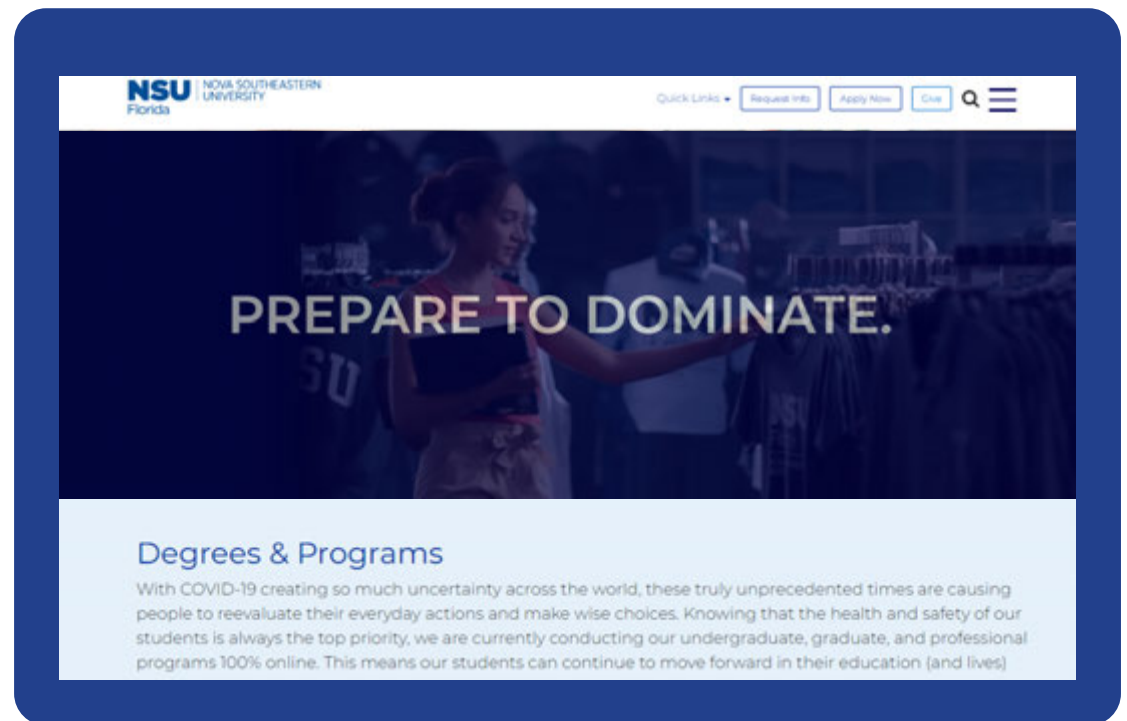 NSU
Florida
NOVA SOUTHEASTERN
UNIVERSITY
Quick Links
Request Info
Apply Now
Give
PREPARE TO DOMINATE.
SU
NSU
Degrees & Programs
With COVID-19 creating so much uncertainty across the world, these truly unprecedented times are causing
people to reevaluate their everyday actions and make wise choices. Knowing that the health and safety of our
students is always the top priority, we are currently conducting our undergraduate, graduate, and professional
programs 100% online. This means our students can continue to move forward in their education (and lives)